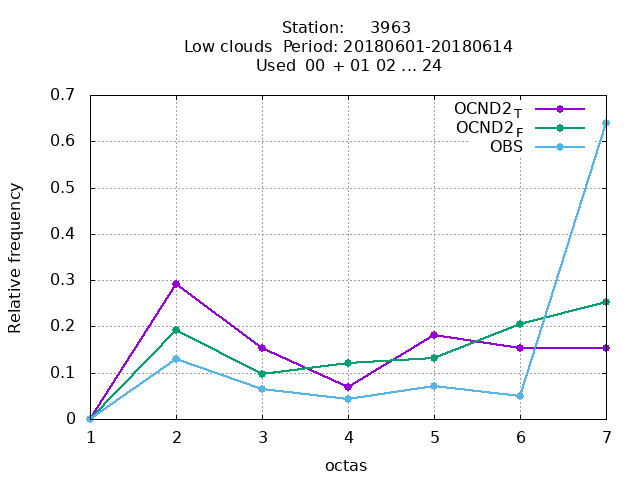 Station: 3963
Low clouds Period: 20180601-20180614
Used 00 + 01 02 ... 24
0.7
0.6
0.5
0.4
0.3
0.2
0.1
0
Relative frequency
OCND2T
OCND2F
OBS
1 2 3 4 5 6 7
octas